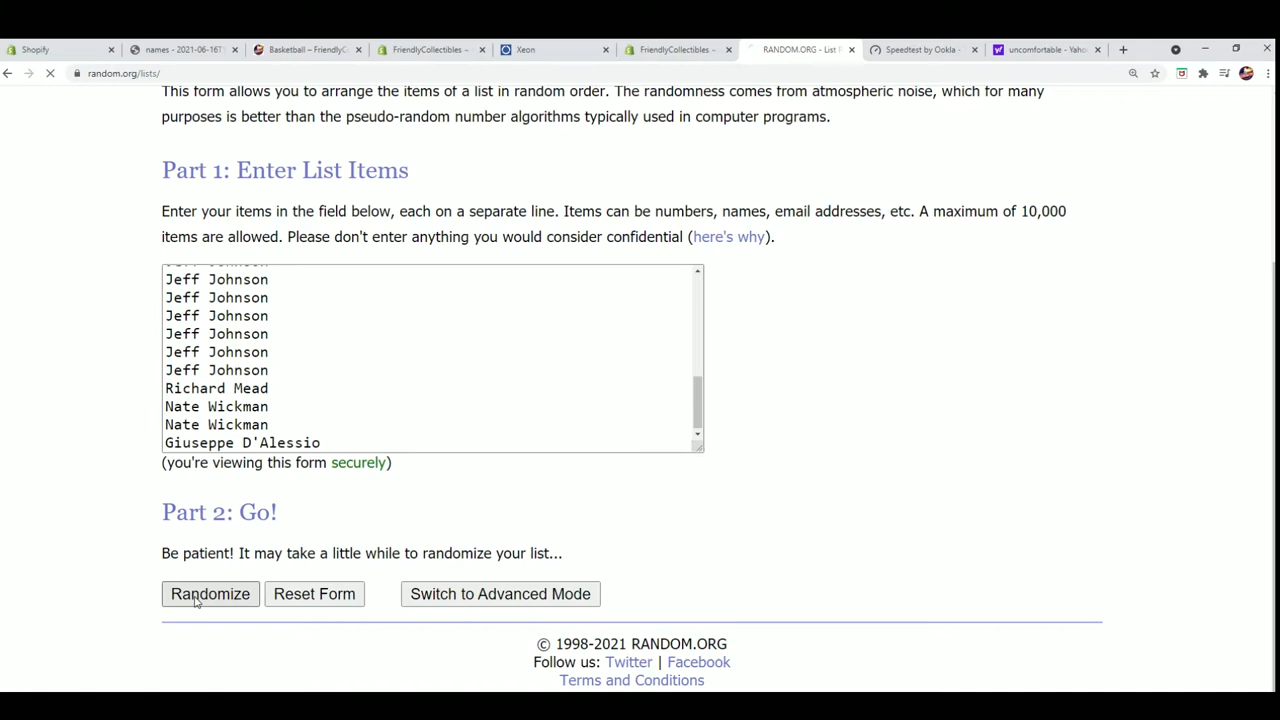 Shopify
names - 2021-06-16T
Basketball – FriendlyC
FriendlyCollectibles –
Xeon
FriendlyCollectibles –
RANDOM.ORG - List R
Speedtest by Ookla
uncomfortable - Yaho
random.org/lists/
This form allows you to arrange the items of a list in random order. The randomness comes from atmospheric noise, which for many
purposes is better than the pseudo-random number algorithms typically used in computer programs.
Part 1: Enter List Items
Enter your items in the field below, each on a separate line. Items can be numbers, names, email addresses, etc. A maximum of 10,000
items are allowed. Please don't enter anything you would consider confidential (here's why).
Jeff Johnson
Jeff Johnson
Jeff Johnson
Jeff Johnson
Jeff Johnson
Jeff Johnson
Richard Mead
Nate Wickman
Nate Wickman
Giuseppe D'Alessio
(you're viewing this form securely)
Part 2: Go!
Be patient! It may take a little while to randomize your list...
Randomize Reset Form Switch to Advanced Mode
© 1998-2021 RANDOM.ORG
Follow us: Twitter | Facebook
Terms and Conditions